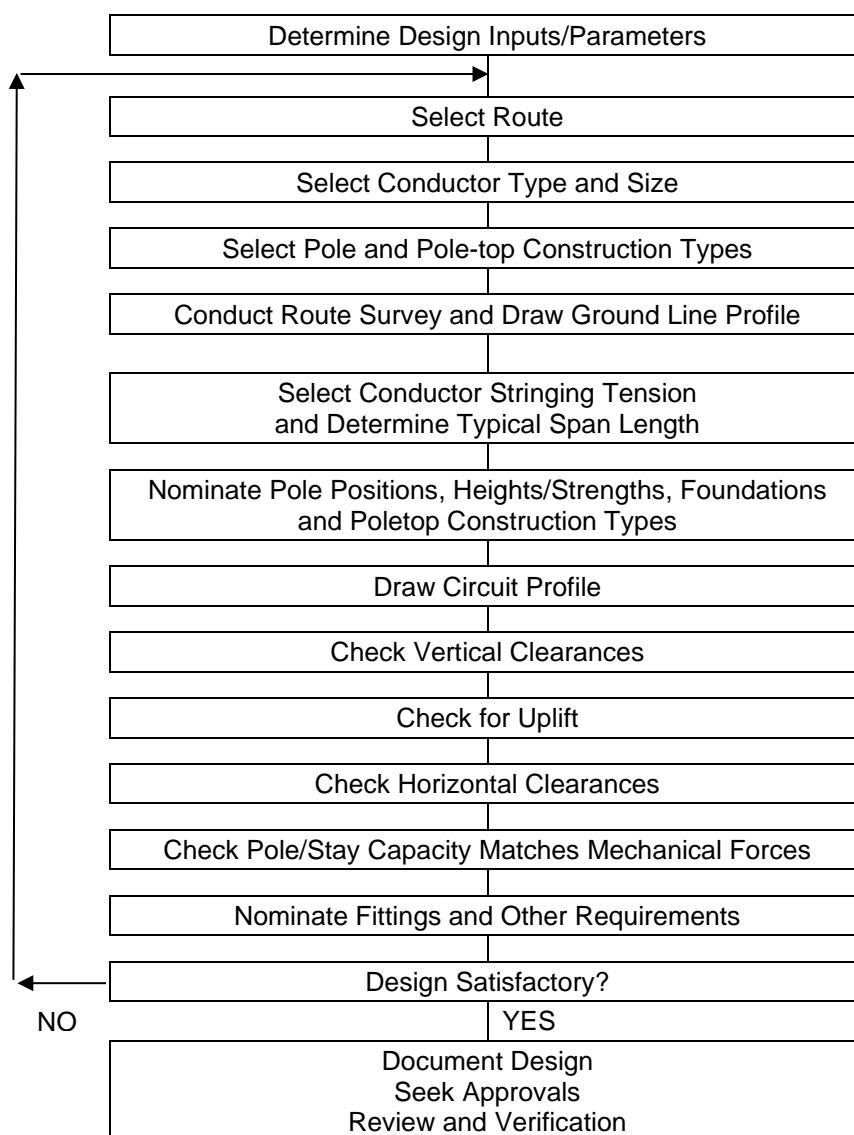 Determine Design Inputs/Parameters
Select Route
Select Conductor Type and Size
Select Pole and Pole-top Construction Types
Conduct Route Survey and Draw Ground Line Profile
Select Conductor Stringing Tension
and Determine Typical Span Length
Nominate Pole Positions, Heights/Strengths, Foundations
and Poletop Construction Types
Draw Circuit Profile
Check Vertical Clearances
Check for Uplift
Check Horizontal Clearances
Check Pole/Stay Capacity Matches Mechanical Forces
Nominate Fittings and Other Requirements
Design Satisfactory?
NO
YES
Document Design
Seek Approvals
Review and Verification